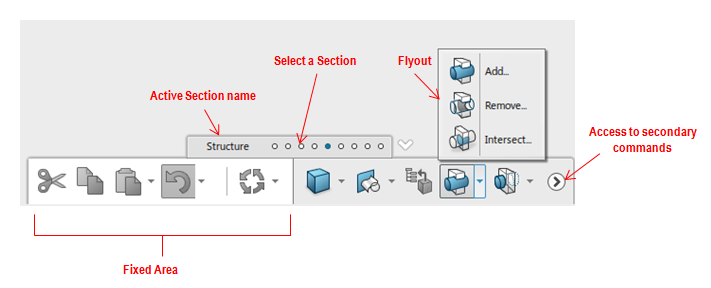 Select a Section
Flyout
Add...
Active Section name
Remove...
Structure
Intersect...
Access to secondary
commands
Fixed Area